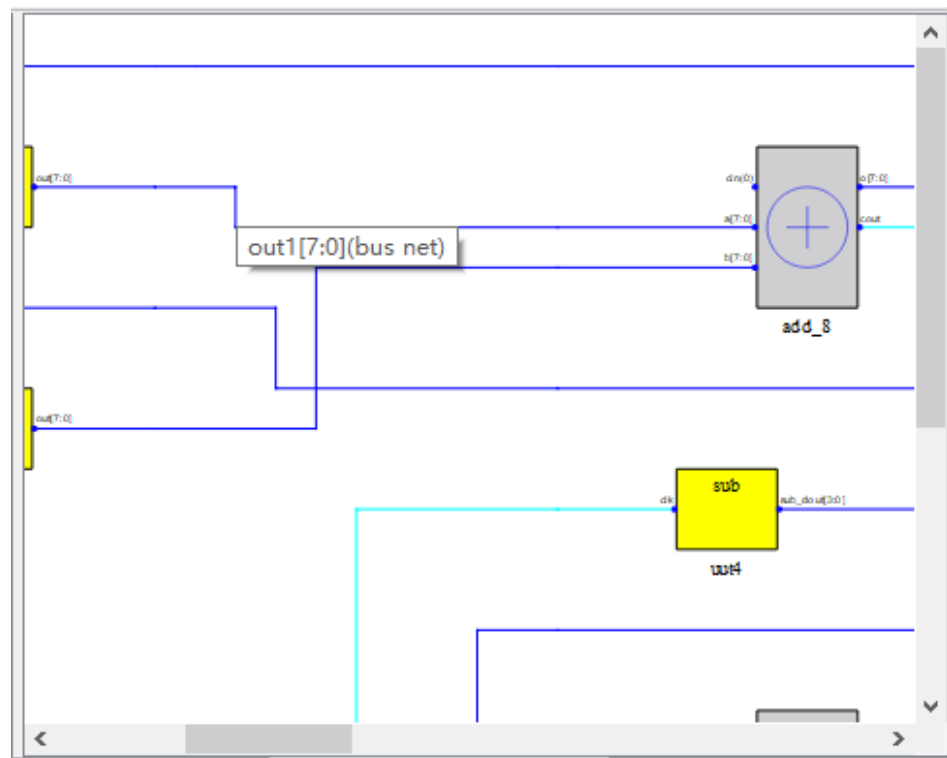 out[7:0]
cin(0)
o[7:0]
a[7:0]
cout
out1[7:0](bus net)
b[7:0]
add_8
out[7:0]
sub
clk
sub_dout[3:0]
uut4